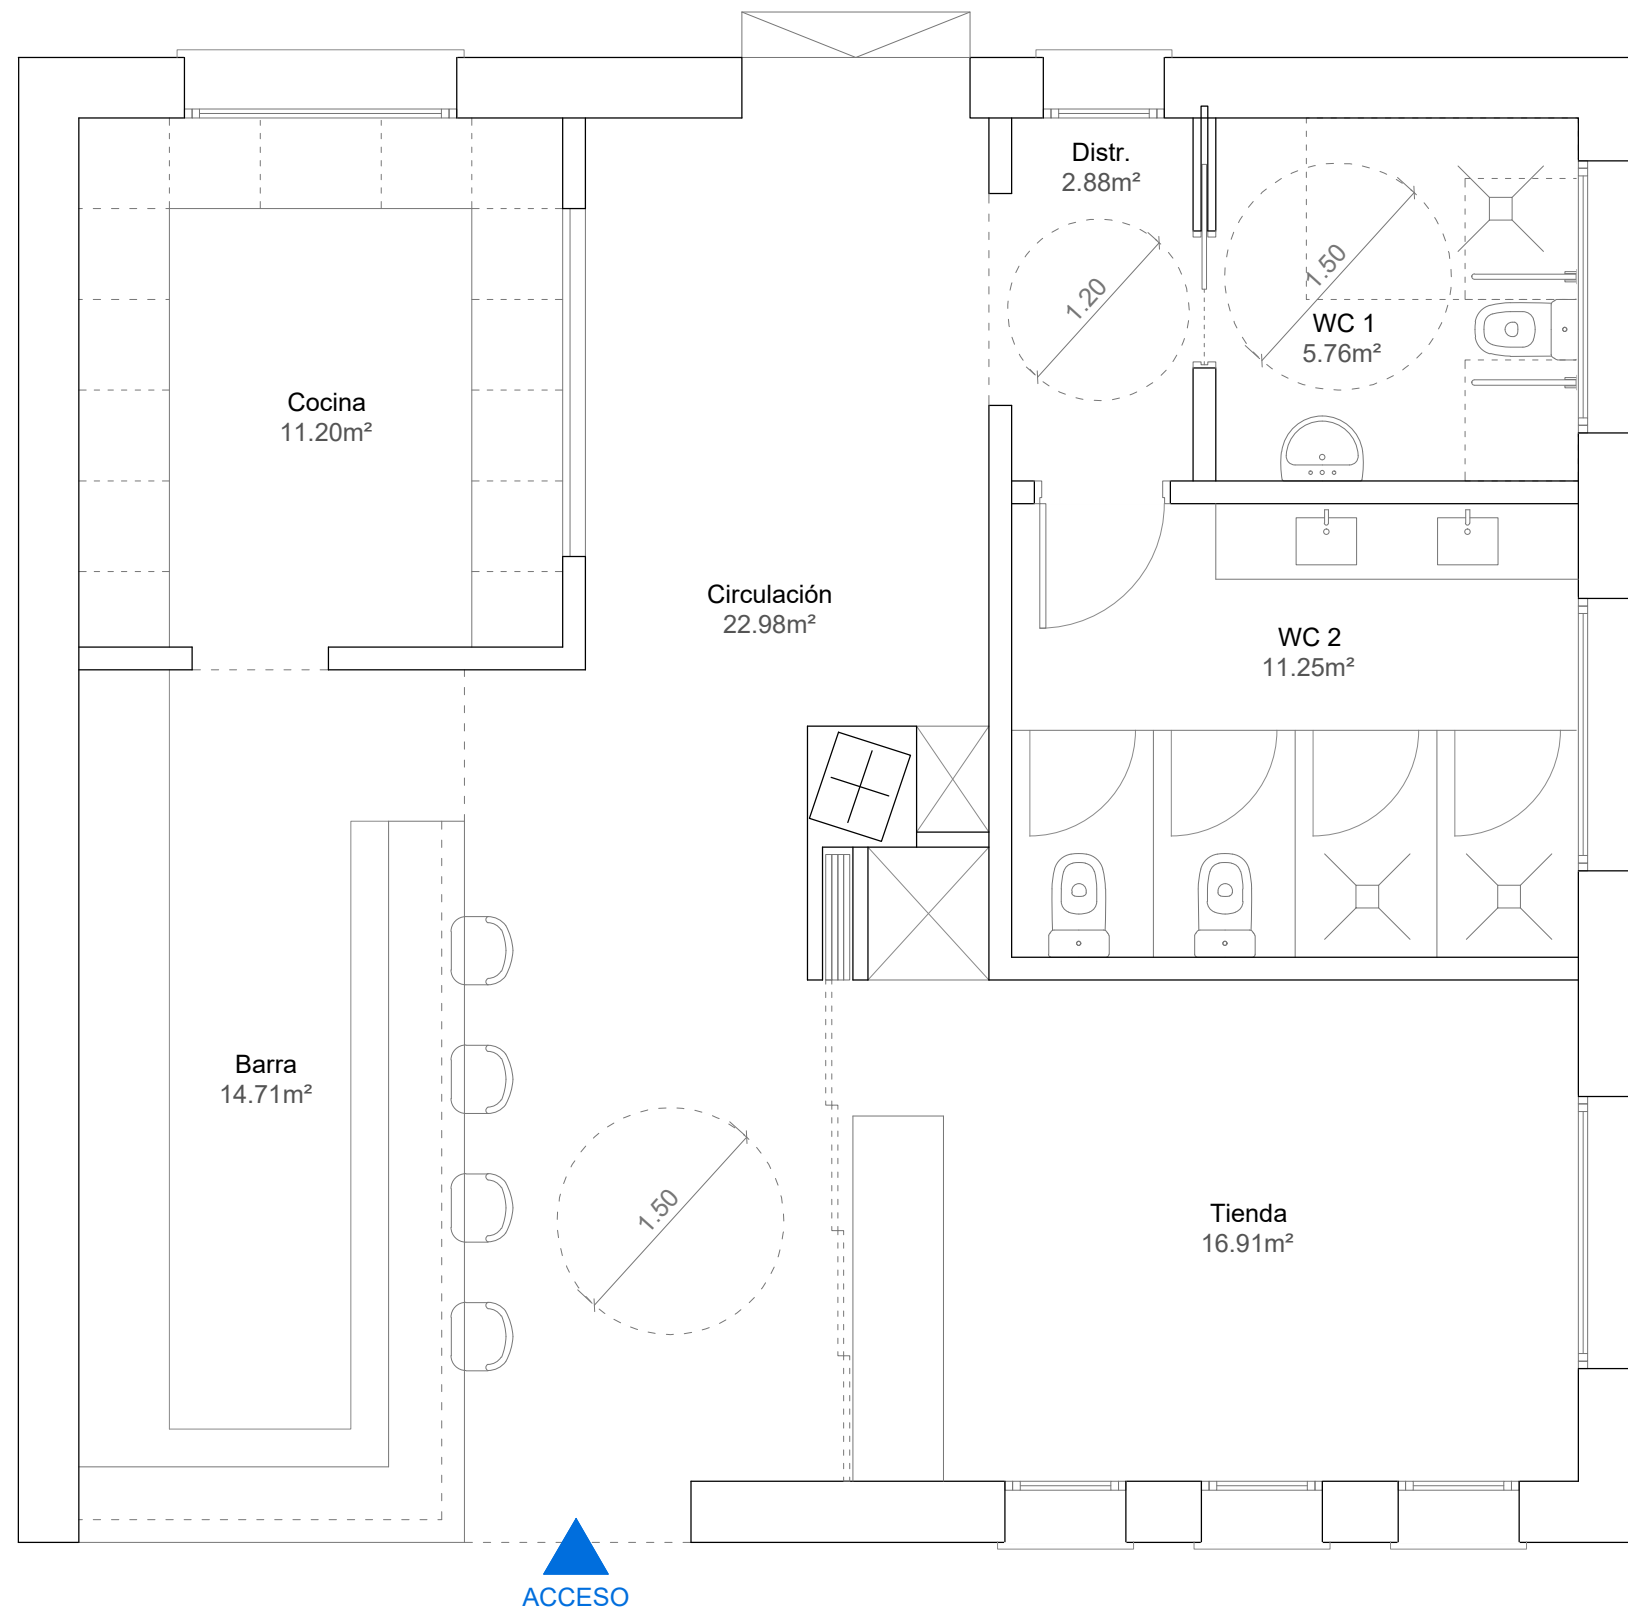 Distr.
2.88m²
1.20
1.50
WC 1
5.76m²
Cocina
11.20m²
Circulación
22.98m²
WC 2
11.25m²
Barra
14.71m²
1.50
Tienda
16.91m²
ACCESO